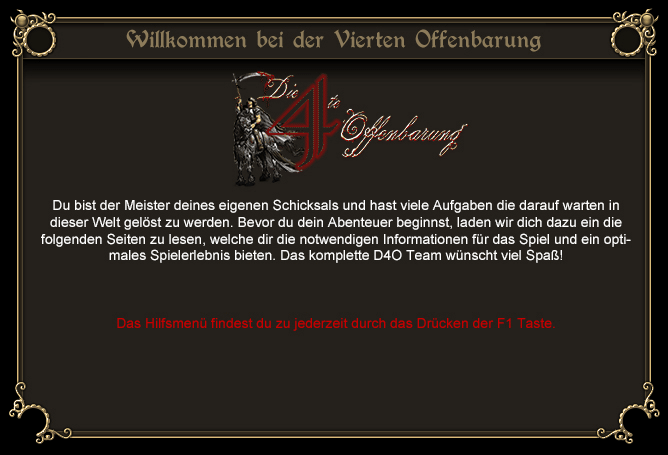 Willkommen bei der Vierten Offenbarung
Die 4 te Offenbarung
Du bist der Meister deines eigenen Schicksals und hast viele Aufgaben die darauf warten in
dieser Welt gelöst zu werden. Bevor du dein Abenteuer beginnst, laden wir dich dazu ein die
folgenden Seiten zu lesen, welche dir die notwendigen Informationen für das Spiel und ein opti-
males Spielerlebnis bieten. Das komplette D4O Team wünscht viel Spaß!
Das Hilfsmenü findest du zu jederzeit durch das Drücken der F1 Taste.